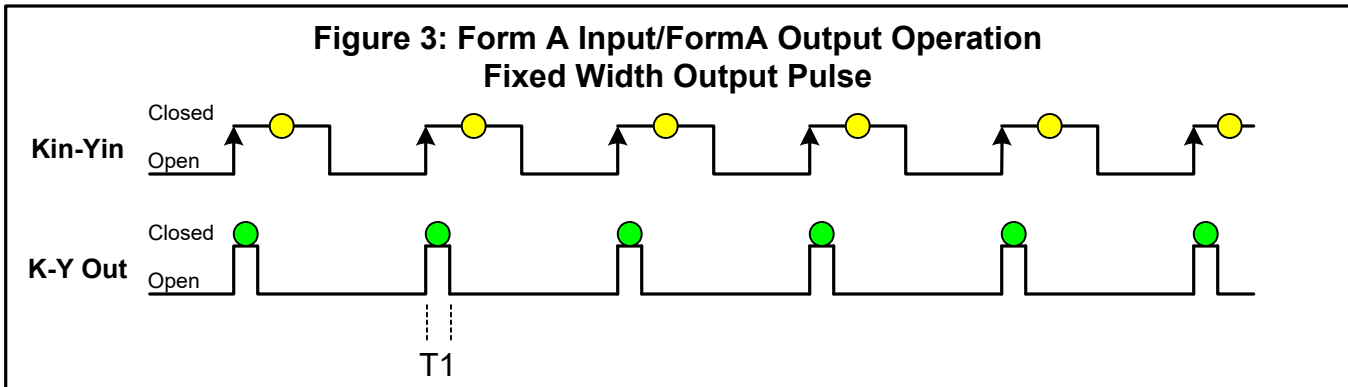 Figure 3: Form A Input/FormA Output Operation
Fixed Width Output Pulse
Closed
Kin-Yin
Open
Closed
K-Y Out
Open
T1